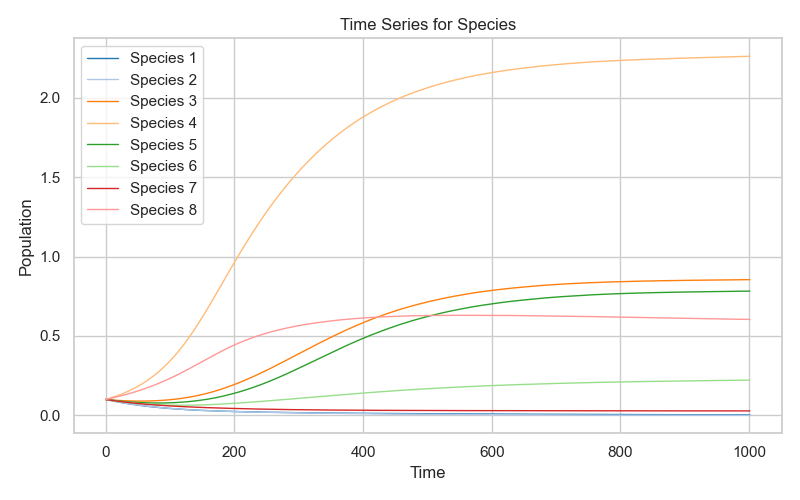 Time Series for Species
Species 1
Species 2
Species 3
Species 4
Species 5
Species 6
Species 7
Species 8
Population
2.0
1.5
1.0
0.5
0.0
0
200
400
600
800
1000
Time